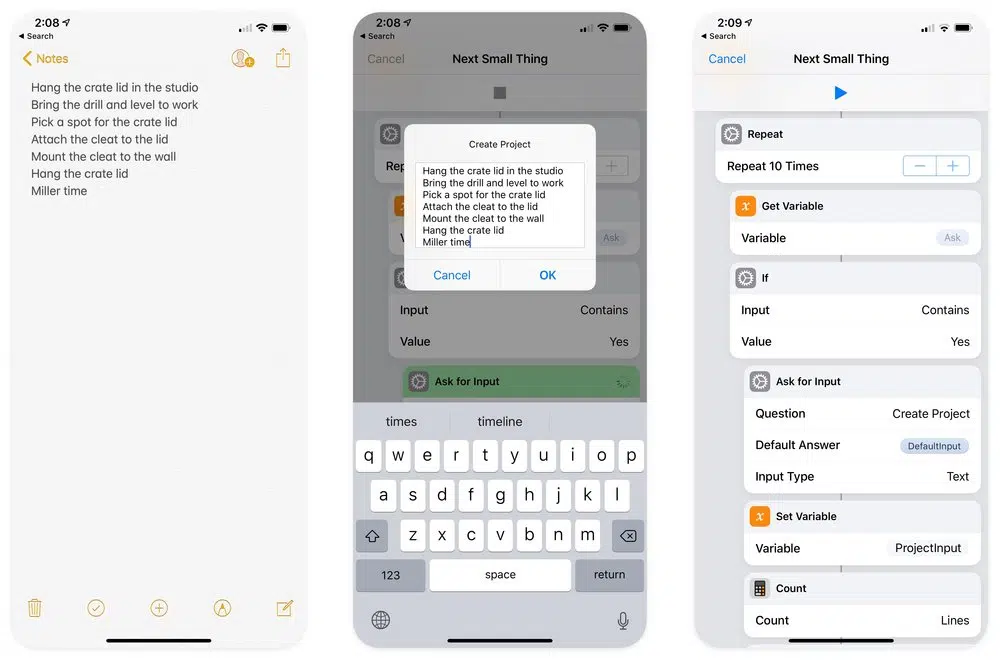 2:08
Search
Notes
Hang the crate lid in the studio
Bring the drill and level to work
Pick a spot for the crate lid
Attach the cleat to the lid
Mount the cleat to the wall
Hang the crate lid
Miller time
2:08
Search
Cancel
Next Small Thing
Rep
Create Project
Hang the crate lid in the studio
Bring the drill and level to work
Pick a spot for the crate lid
Attach the cleat to the lid
Mount the cleat to the wall
Hang the crate lid
Miller time
Cancel
OK
Ask
Input
Contains
Value
Yes
Ask for Input
times
timeline
q w e r t y u i o p
a s d f g h j k l
z x c v b n m
123
space
return
2:09
Search
Cancel
Next Small Thing
Repeat
Repeat 10 Times
x
Get Variable
Variable
Ask
If
Input
Contains
Value
Yes
Ask for Input
Question
Create Project
Default Answer
DefaultInput
Input Type
Text
x
Set Variable
Variable
ProjectInput
Count
Count
Lines